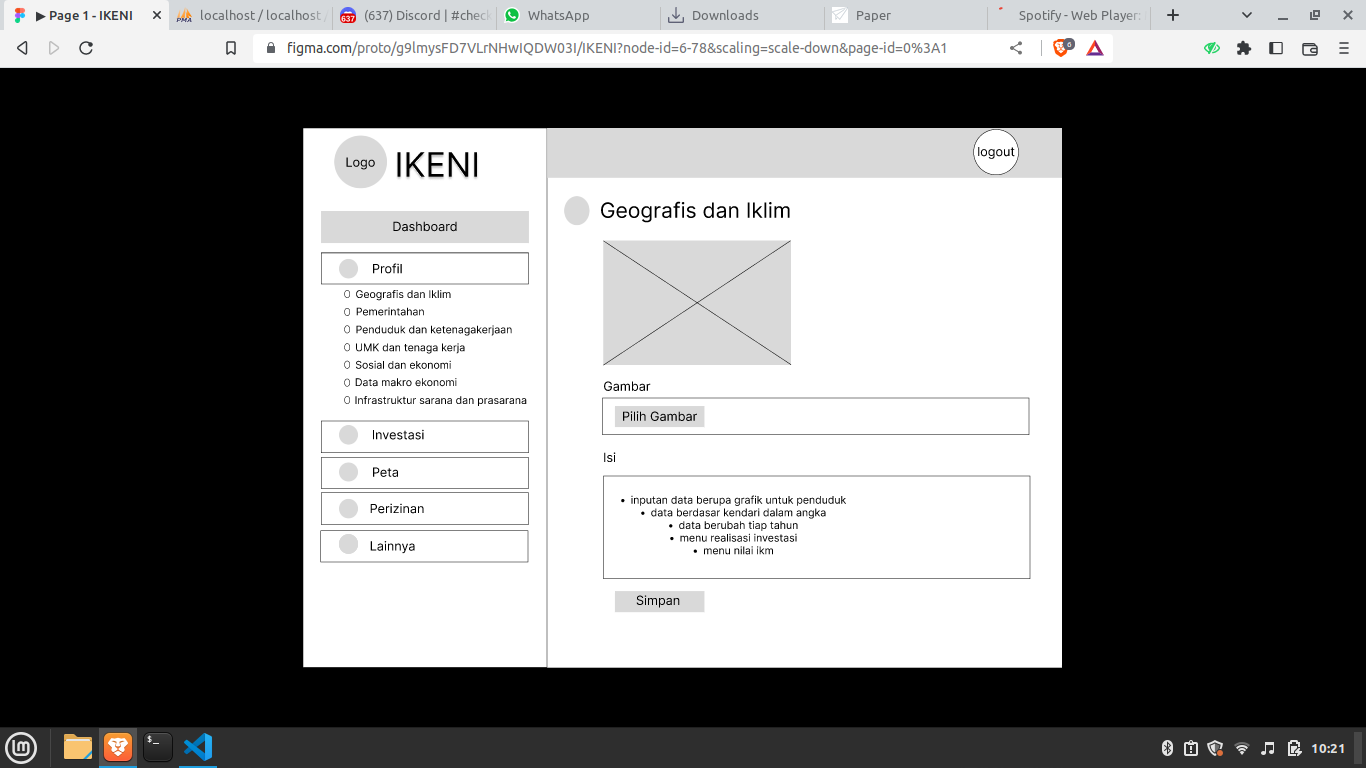 Page 1 - IKENI
localhost / localhost /
(637) Discord | #check
WhatsApp
Downloads
Paper
Spotify - Web Player:
figma.com/proto/g9lmysFD7VLrNHwIQDW03I/IKENI?node-id=6-78&scaling=scale-down&page-id=0%3A1
6
Logo
IKENI
logout
Dashboard
Profil
Geografis dan Iklim
Pemerintahan
Penduduk dan ketenagakerjaan
UMK dan tenaga kerja
Sosial dan ekonomi
Data makro ekonomi
Infrastruktur sarana dan prasarana
Investasi
Peta
Perizinan
Lainnya
Geografis dan Iklim
Gambar
Pilih Gambar
Isi
• inputan data berupa grafik untuk penduduk
• data berdasar kendari dalam angka
• data berubah tiap tahun
• menu realisasi investasi
• menu nilai ikm
Simpan
10:21